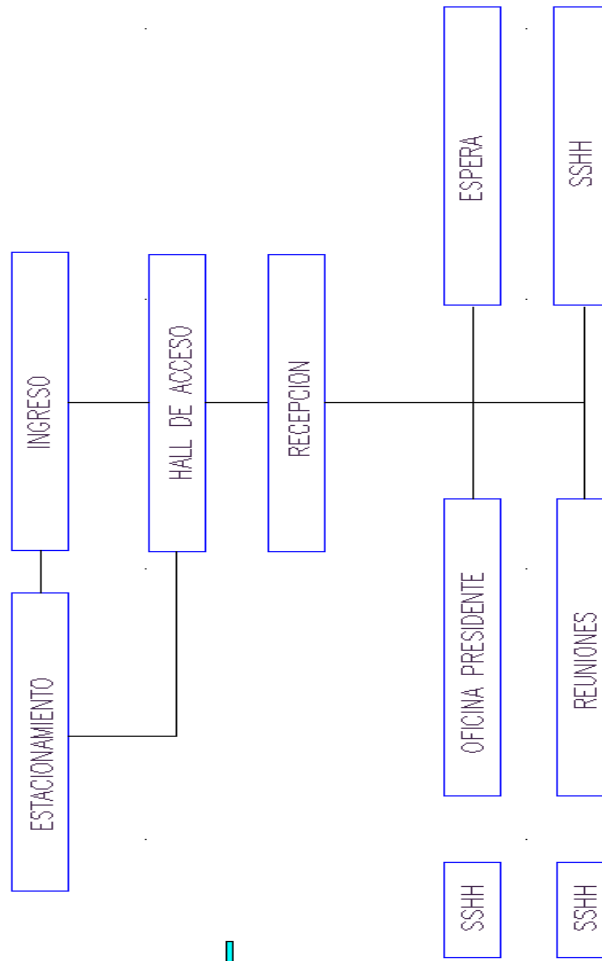 ESTACIONAMIENTO
INGRESO
HALL DE ACCESO
RECEPCION
SSHH
OFICINA PRESIDENTE
ESPERA
SSHH
REUNIONES
SSHH